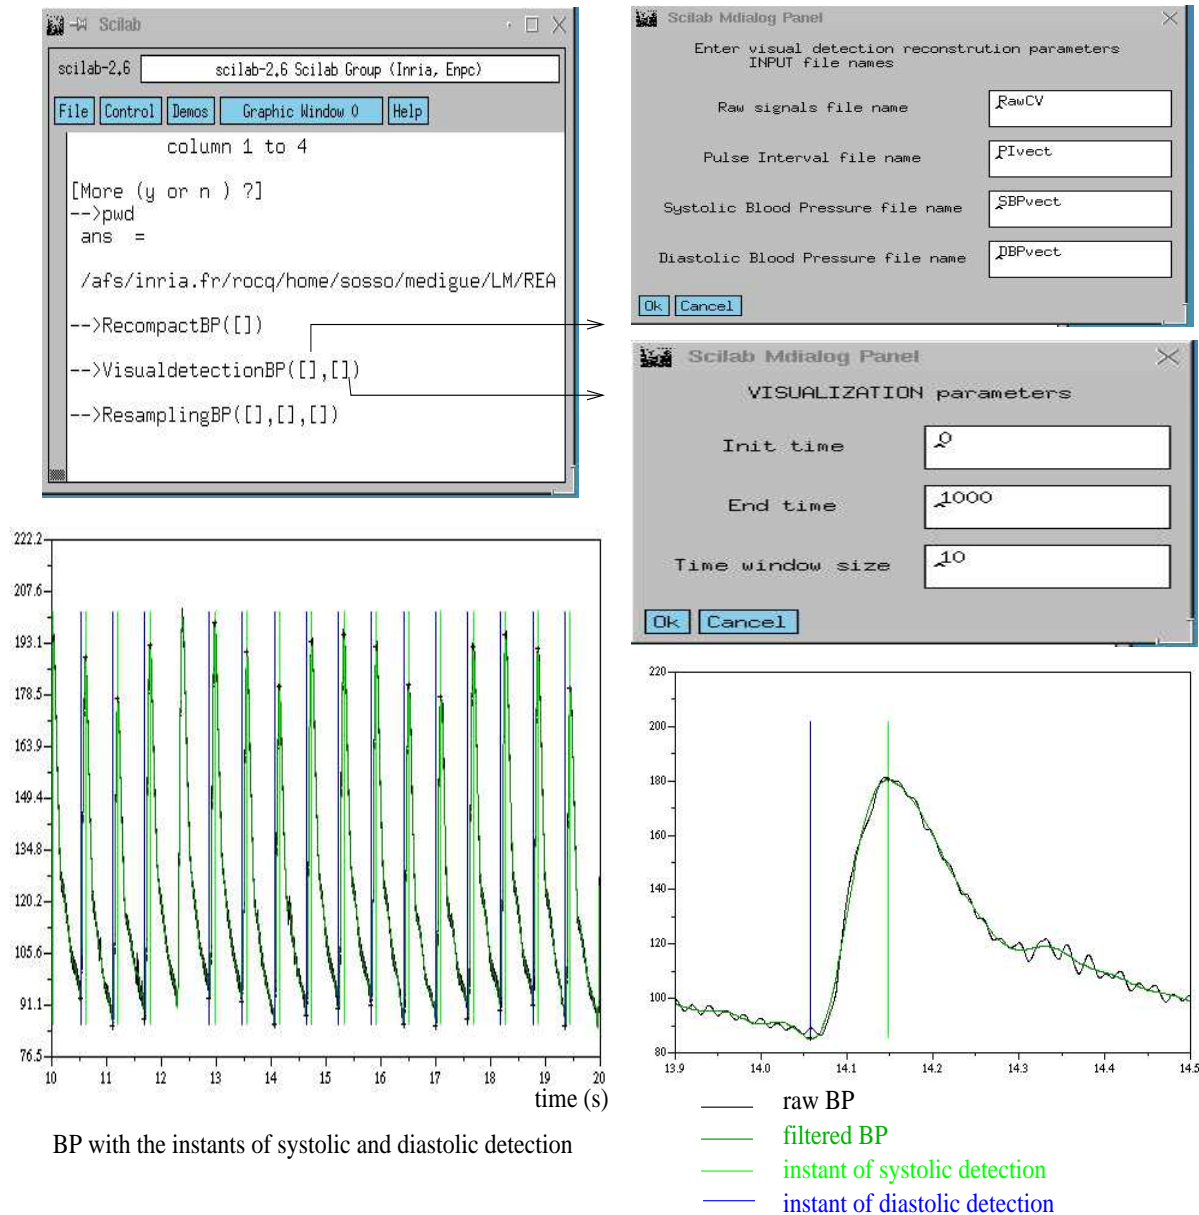 Scilab
scilab-2.6
scilab-2.6 Scilab Group (Inria, Enpc)
File Control Demos Graphic Window 0 Help
column 1 to 4
[More (y or n ) ?]
-->pwd
ans  =
/afs/inria.fr/rocq/home/sosso/medigue/LM/REA
-->RecompactBP([])
-->VisualdetectionBP([],[])
-->ResamplingBP([],[],[])
Scilab Mdialog Panel
Enter visual detection reconstrution parameters
INPUT file names
Raw signals file name RawCV
Pulse Interval file name PIvect
Systolic Blood Pressure file name SBPvect
Diastolic Blood Pressure file name DBPvect
Ok Cancel
Scilab Mdialog Panel
VISUALIZATION parameters
Init time 0
End time 1000
Time window size 10
Ok Cancel
222.2
207.6
193.1
178.5
163.9
149.4
134.8
120.2
105.6
91.1
76.5
10 11 12 13 14 15 16 17 18 19 20
time (s)
BP with the instants of systolic and diastolic detection
220
200
180
160
140
120
100
80
13.9 14.0 14.1 14.2 14.3 14.4 14.5
raw BP
filtered BP
instant of systolic detection
instant of diastolic detection